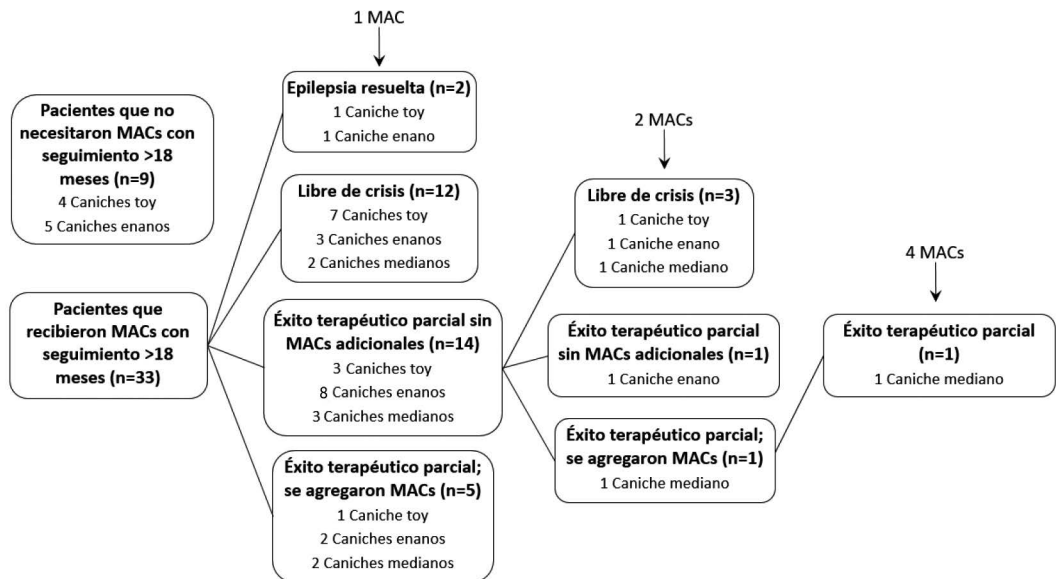 1 MAC
Pacientes que no
necesitaron MACs con
seguimiento >18
meses (n=9)
4 Caniches toy
5 Caniches enanos
Pacientes que
recibieron MACs con
seguimiento >18
meses (n=33)
Epilepsia resuelta (n=2)
1 Caniche toy
1 Caniche enano
Libre de crisis (n=12)
7 Caniches toy
3 Caniches enanos
2 Caniches medianos
Éxito terapéutico parcial sin
MACs adicionales (n=14)
3 Caniches toy
8 Caniches enanos
3 Caniches medianos
Éxito terapéutico parcial;
se agregaron MACs (n=5)
1 Caniche toy
2 Caniches enanos
2 Caniches medianos
2 MACs
Libre de crisis (n=3)
1 Caniche toy
1 Caniche enano
1 Caniche mediano
Éxito terapéutico parcial
sin MACs adicionales (n=1)
1 Caniche enano
Éxito terapéutico parcial;
se agregaron MACs (n=1)
1 Caniche mediano
4 MACs
Éxito terapéutico parcial
(n=1)
1 Caniche mediano